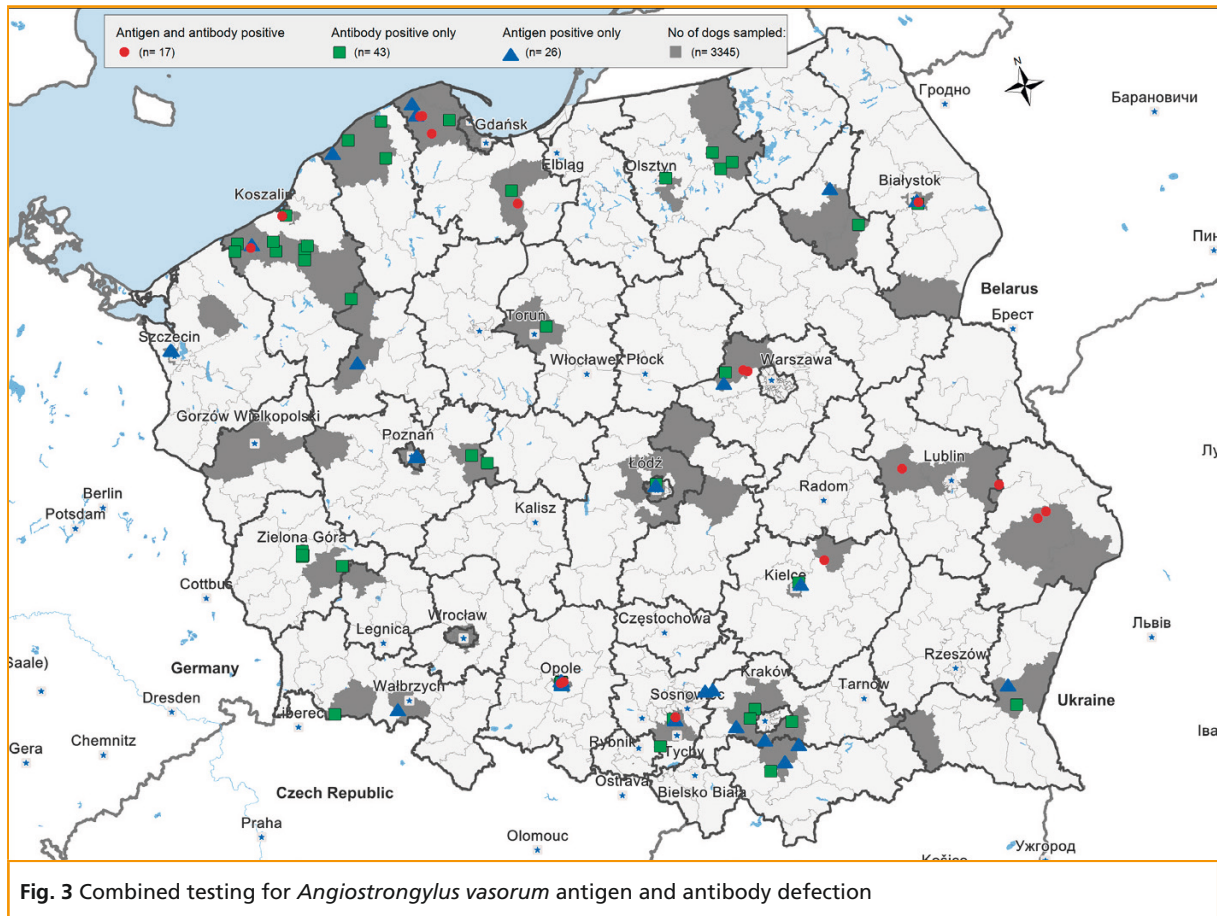 Antigen and antibody positive
Antibody positive only
Antigen positive only
No of dogs sampled:
(n= 17)
(n= 43)
(n= 26)
(n= 3345)
N
Гродно
Барановичи
Gdańsk
Elbląg
Olsztyn
Białystok
Koszalin
Пин
Belarus
Брест
Szczecin
Toruń
Włocławek
Płock
Warszawa
Gorzów Wielkopolski
Poznań
Łódź
Lublin
Лу
Berlin
Potsdam
Radom
Kalisz
Zielona Góra
Kielce
Cottbus
Wrocław
Legnica
Częstochowa
Львів
Saale)
Germany
Opole
Rzeszów
Wałbrzych
Kraków
Tarnów
Sosnowiec
Dresden
Liberec
Ukraine
Gera
Chemnitz
Rybnik
Tychy
Іва
Ostrava
Bielsko Biała
Czech Republic
Praha
Olomouc
Ужгород
Košice
Fig. 3 Combined testing for Angiostrongylus vasorum antigen and antibody defection